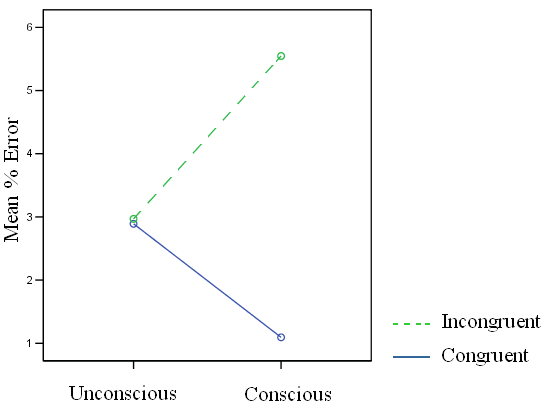 6
5
4
3
2
1
Mean % Error
Unconscious
Conscious
Incongruent
Congruent